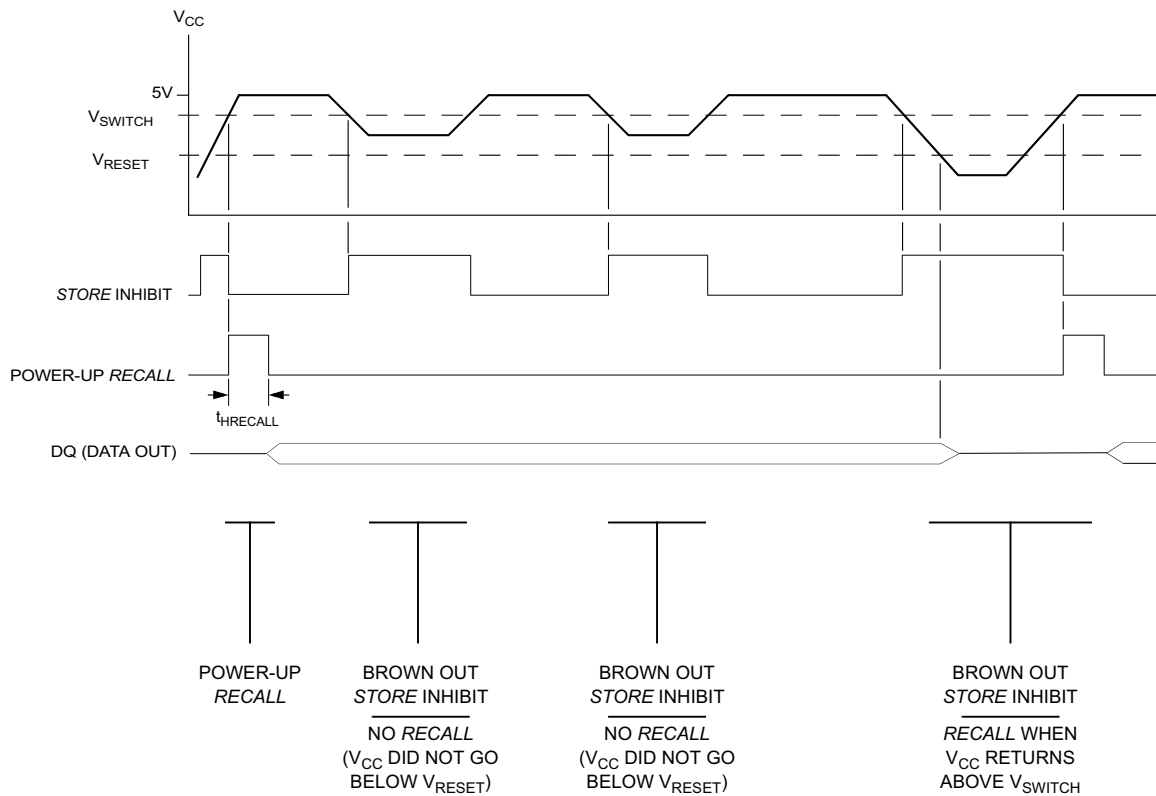 VCC
5V
VSWITCH
VRESET
STORE INHIBIT
POWER-UP RECALL
tHRECALL
DQ (DATA OUT)
POWER-UP
RECALL
BROWN OUT
STORE INHIBIT
NO RECALL
(VCC DID NOT GO
BELOW VRESET)
BROWN OUT
STORE INHIBIT
NO RECALL
(VCC DID NOT GO
BELOW VRESET)
BROWN OUT
STORE INHIBIT
RECALL WHEN
VCC RETURNS
ABOVE VSWITCH